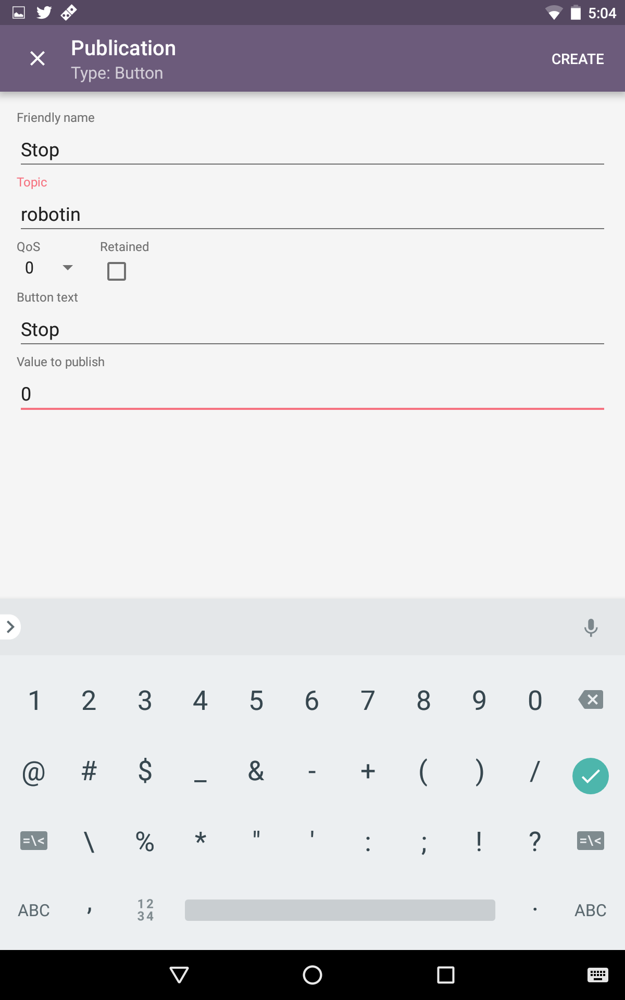 5:04
Publication
Type: Button
CREATE
Friendly name
Stop
Topic
robotin
QoS Retained
0
Button text
Stop
Value to publish
0
1 2 3 4 5 6 7 8 9 0
@ # $ _ & - + ( ) /
=\< \ % * " ' : ; ! ? =\<
ABC , 12 34 . ABC